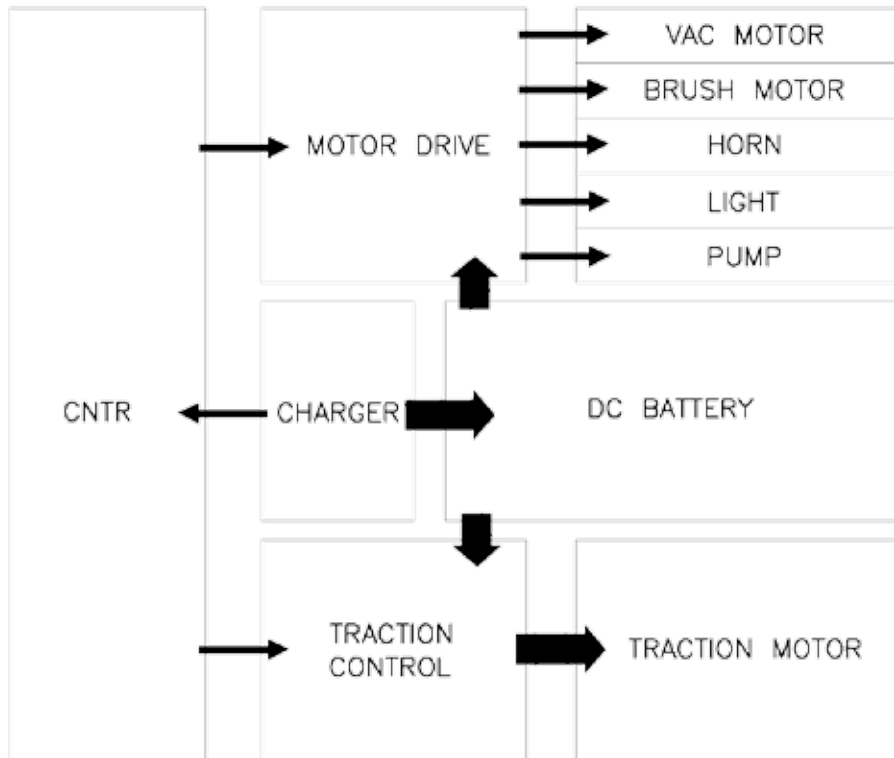 VAC MOTOR
BRUSH MOTOR
MOTOR DRIVE
HORN
LIGHT
PUMP
CNTR
CHARGER
DC BATTERY
TRACTION
CONTROL
TRACTION MOTOR